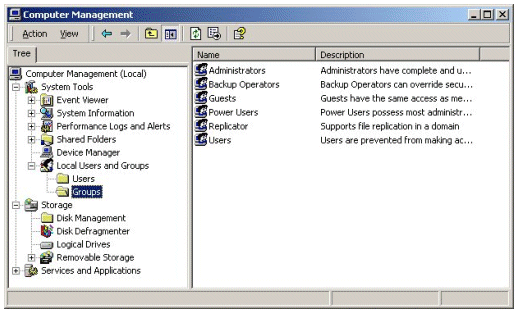 Computer Management
Action View
Tree
Computer Management (Local)
System Tools
Event Viewer
System Information
Performance Logs and Alerts
Shared Folders
Device Manager
Local Users and Groups
Users
Groups
Storage
Disk Management
Disk Defragmenter
Logical Drives
Removable Storage
Services and Applications
Name Description
Administrators Administrators have complete and u...
Backup Operators Backup Operators can override secu...
Guests Guests have the same access as me...
Power Users Power Users possess most administr...
Replicator Supports file replication in a domain
Users Users are prevented from making ac...